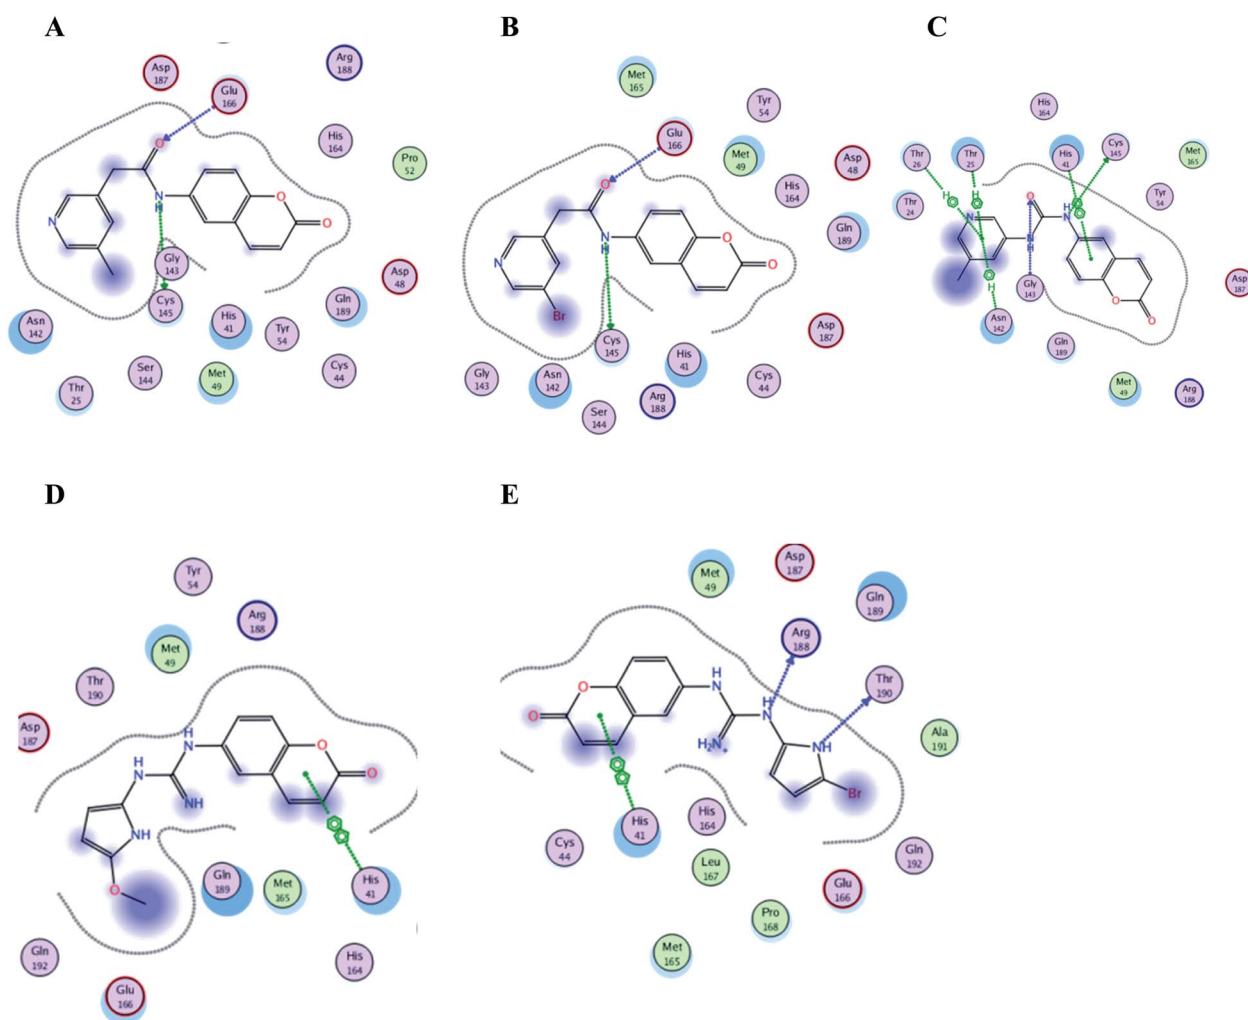 A
B
C
D
E
Asp
187
Glu
166
Arg
188
His
164
Pro
52
O
N
H
N
O
O
Gly
143
Cys
145
Asp
48
Gln
189
His
41
Tyr
54
Asn
142
Ser
144
Met
49
Cys
44
Thr
25
Met
165
Tyr
54
Glu
166
Met
49
Asp
48
His
164
Gln
189
O
N
H
N
O
O
Br
Asp
187
Cys
145
His
41
Gly
143
Asn
142
Cys
44
Arg
188
Ser
144
His
164
Thr
26
Thr
25
His
41
Cys
145
Met
165
Thr
24
Tyr
54
H
H
H
N
O
H
N
N
H
O
O
H
Asp
187
Gly
143
Asn
142
Gln
189
Met
49
Arg
188
Tyr
54
Arg
188
Met
49
Thr
190
Asp
187
H
N
H
N
NH
O
O
NH
O
Gln
189
Met
165
His
41
Gln
192
His
164
Glu
166
Asp
187
Met
49
Gln
189
Arg
188
Thr
190
O
O
H
N
H
N
H₂N
NH
Br
Ala
191
His
41
His
164
Cys
44
Leu
167
Gln
192
Glu
166
Pro
168
Met
165